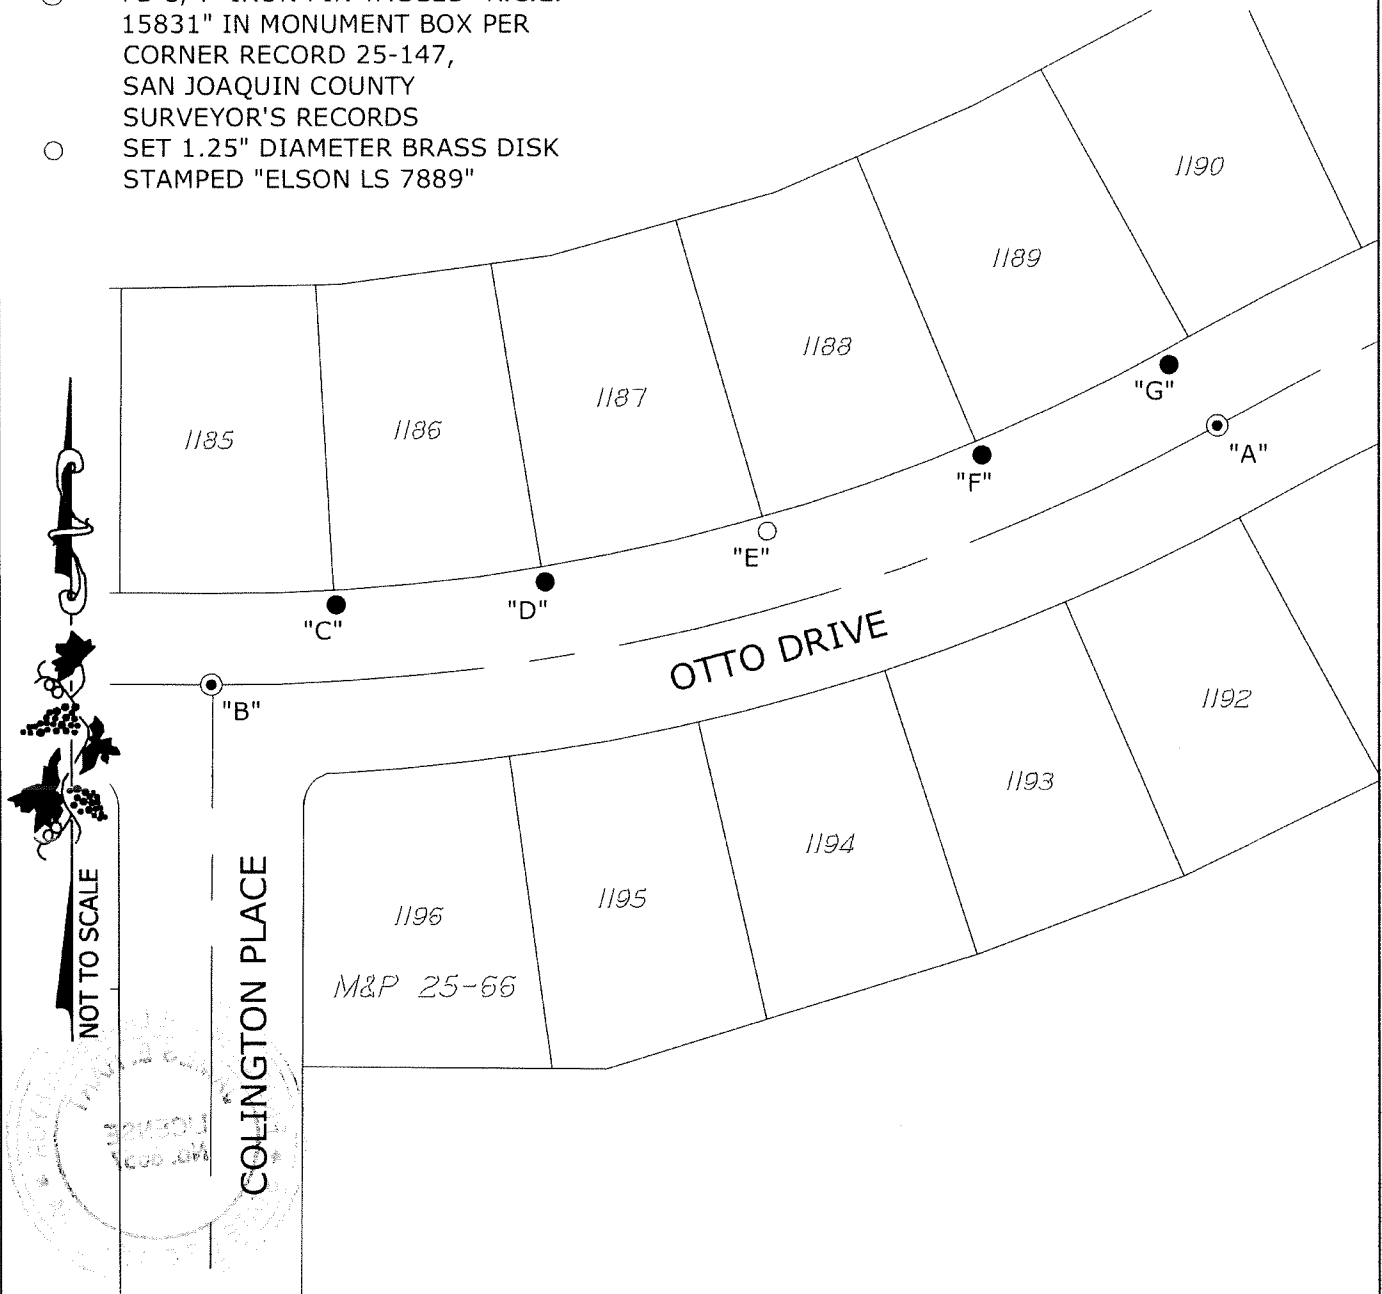 15831" IN MONUMENT BOX PER
CORNER RECORD 25-147,
SAN JOAQUIN COUNTY
SURVEYOR'S RECORDS
SET 1.25" DIAMETER BRASS DISK
STAMPED "ELSON LS 7889"
1190
1189
1188
1187
1186
1185
"G"
"A"
"F"
"E"
"D"
"C"
"B"
OTTO DRIVE
1192
1193
1194
1195
1196
M&P 25-66
COLINGTON PLACE
NOT TO SCALE
LICENSE
No.